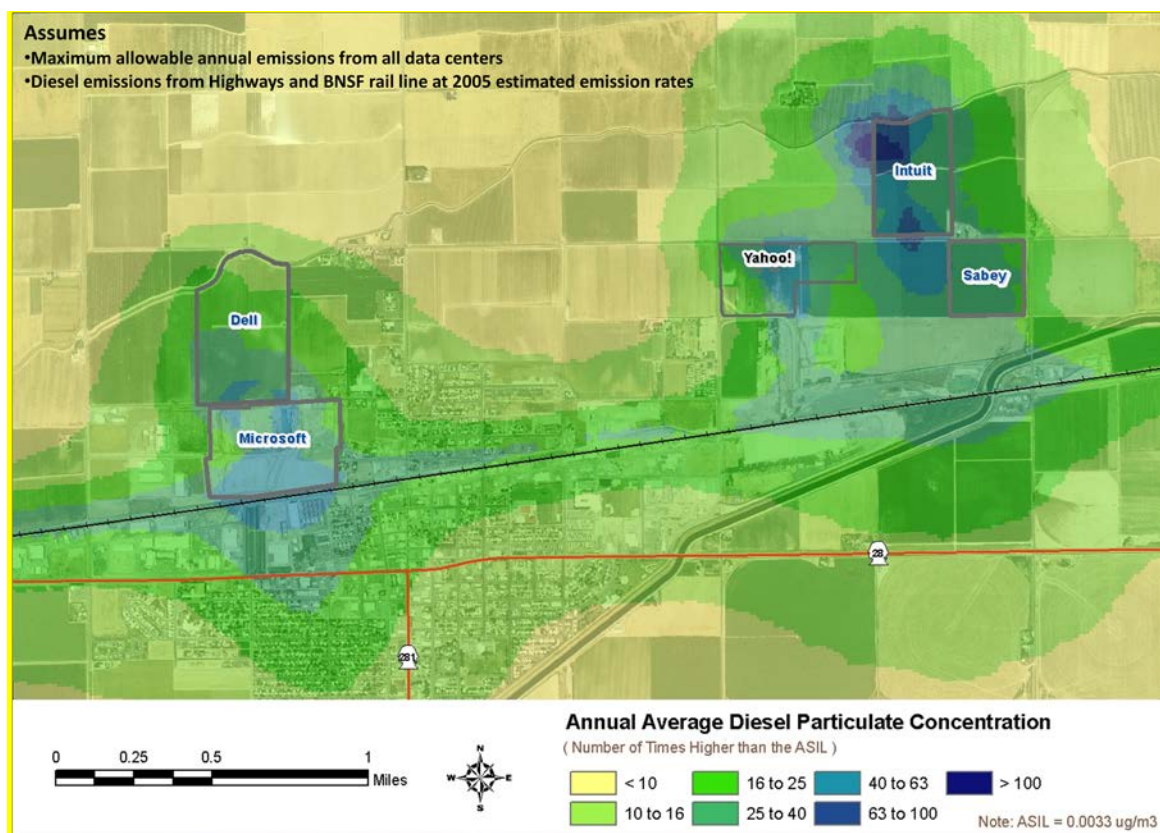 Assumes
•Maximum allowable annual emissions from all data centers
•Diesel emissions from Highways and BNSF rail line at 2005 estimated emission rates
Intuit
Yahoo!
Sabey
Dell
Microsoft
28
281
0 0.25 0.5 1
Miles
N
W E
S
Annual Average Diesel Particulate Concentration
( Number of Times Higher than the ASIL )
< 10 16 to 25 40 to 63 > 100
10 to 16 25 to 40 63 to 100
Note: ASIL = 0.0033 ug/m3